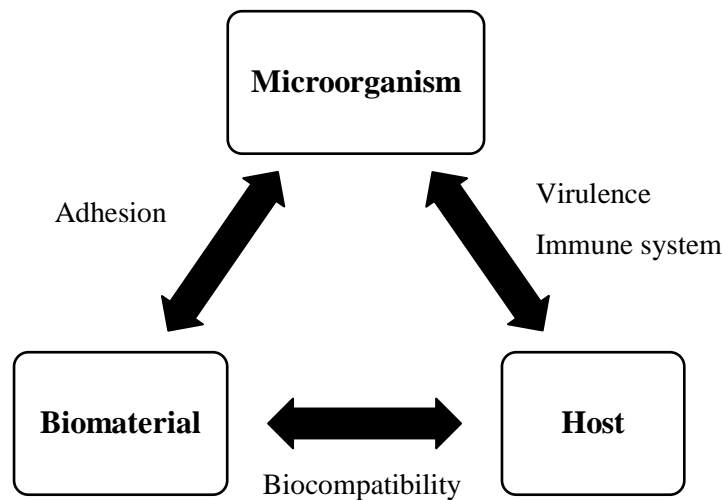 Microorganism
Adhesion
Virulence
Immune system
Biomaterial
Host
Biocompatibility